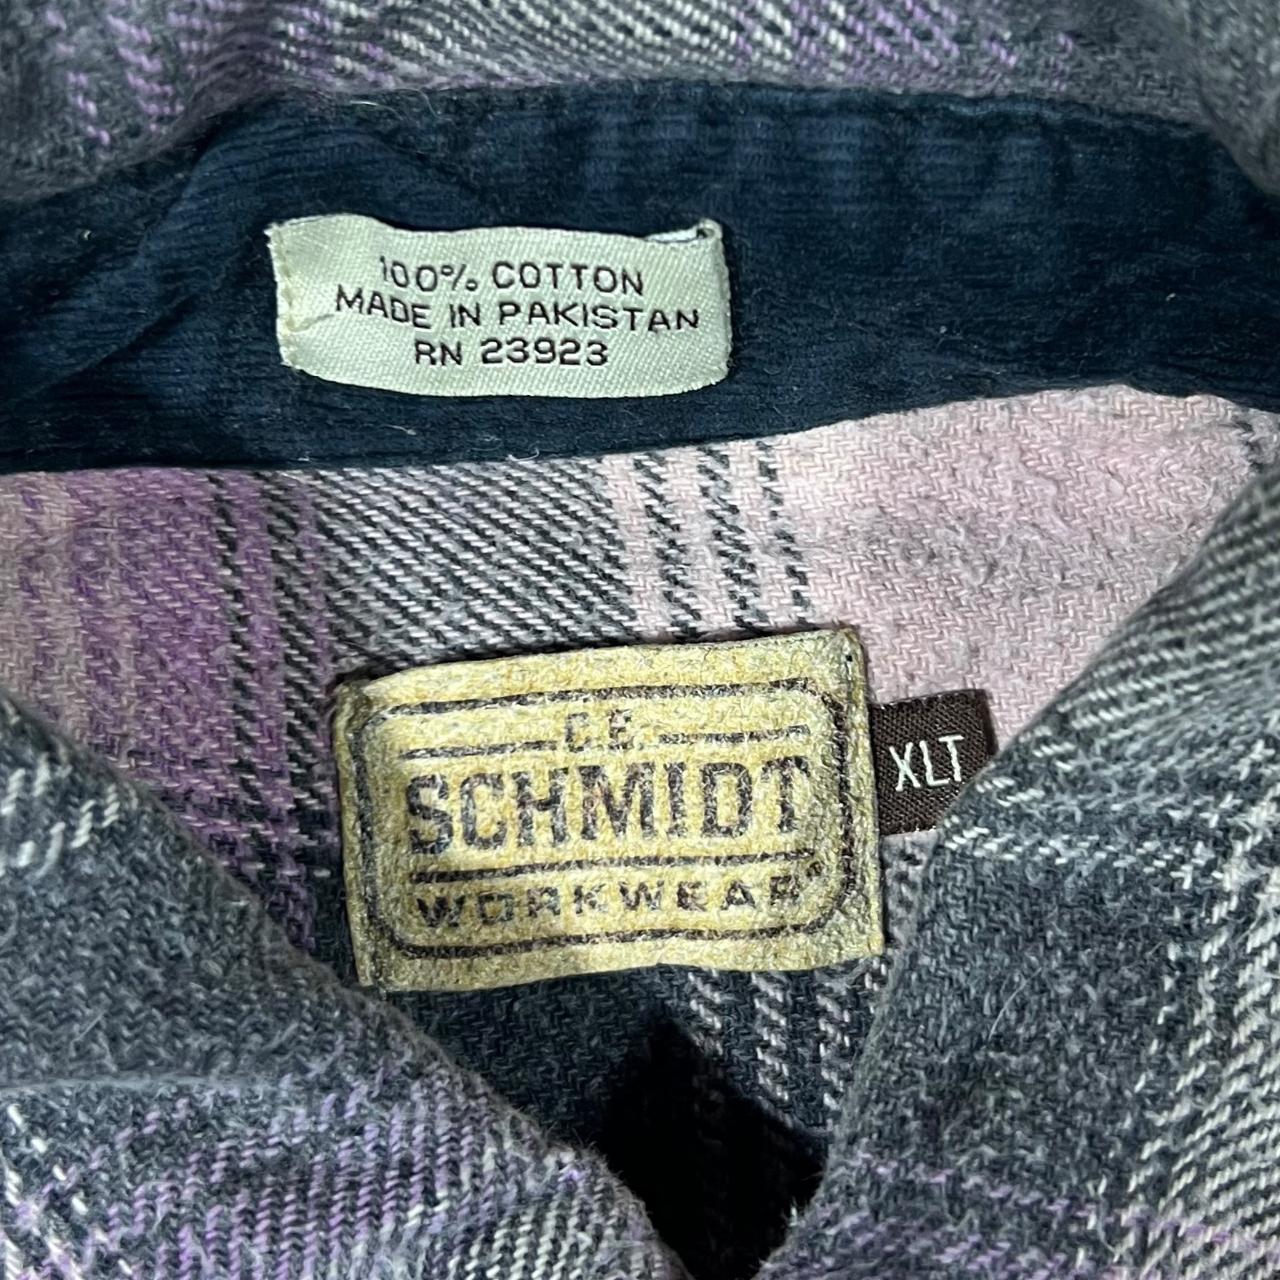 100% COTTON
MADE IN PAKISTAN
RN 23923
C.E.
SCHMIDT
WORKWEAR®
XLT